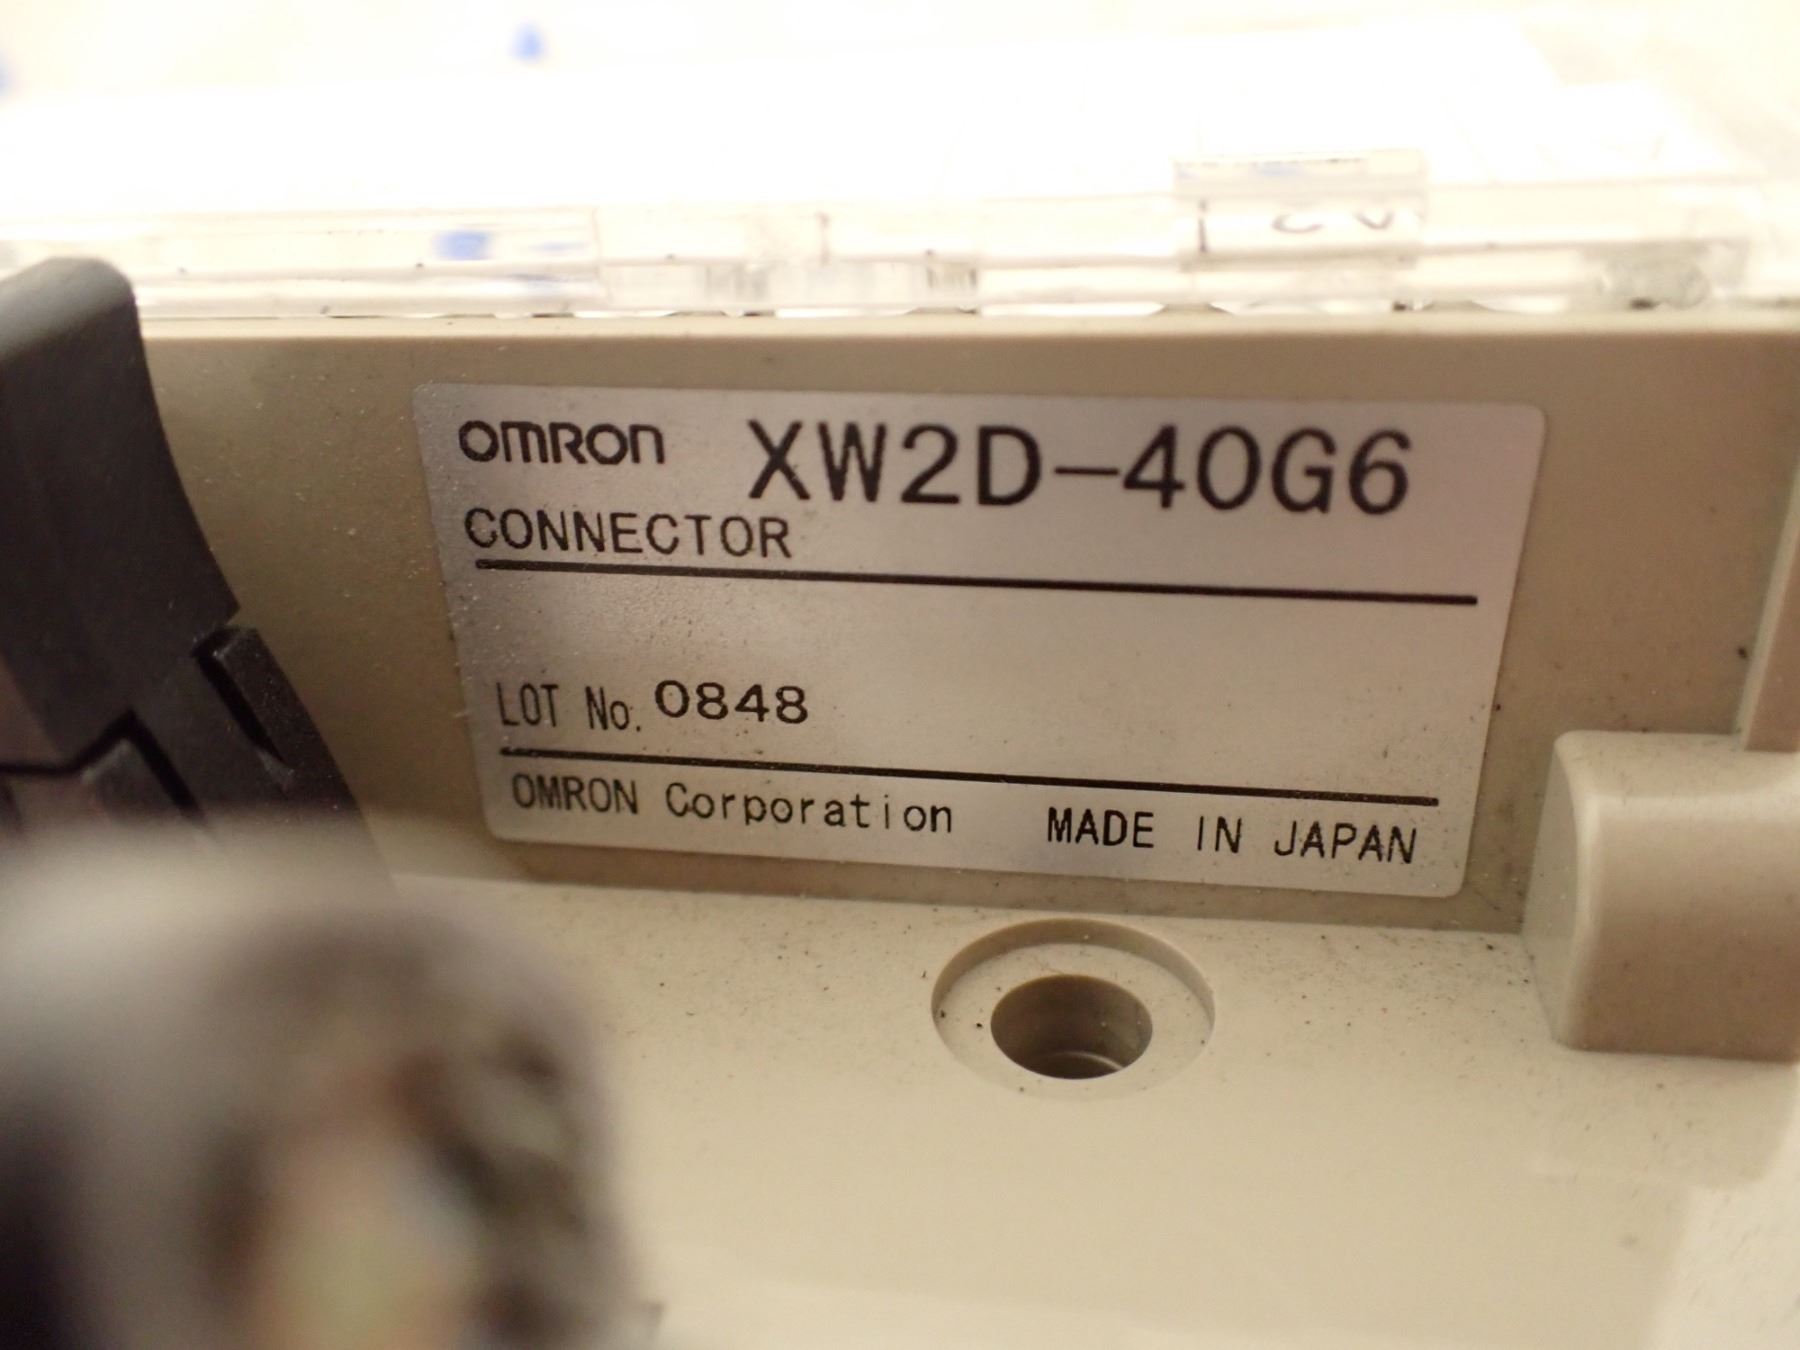 OMRON XW2D-40G6
CONNECTOR
LOT No. 0848
OMRON Corporation MADE IN JAPAN